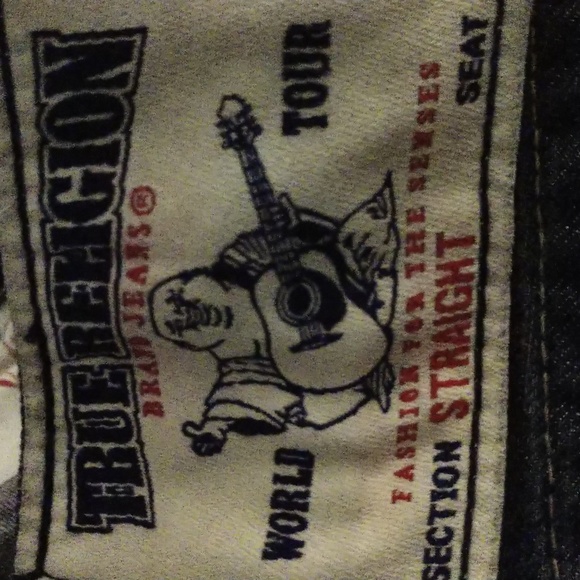 TRUE RELIGION
BRAND JEANS®
WORLD TOUR
FASHION FOR THE SENSES
SECTION STRAIGHT SEAT